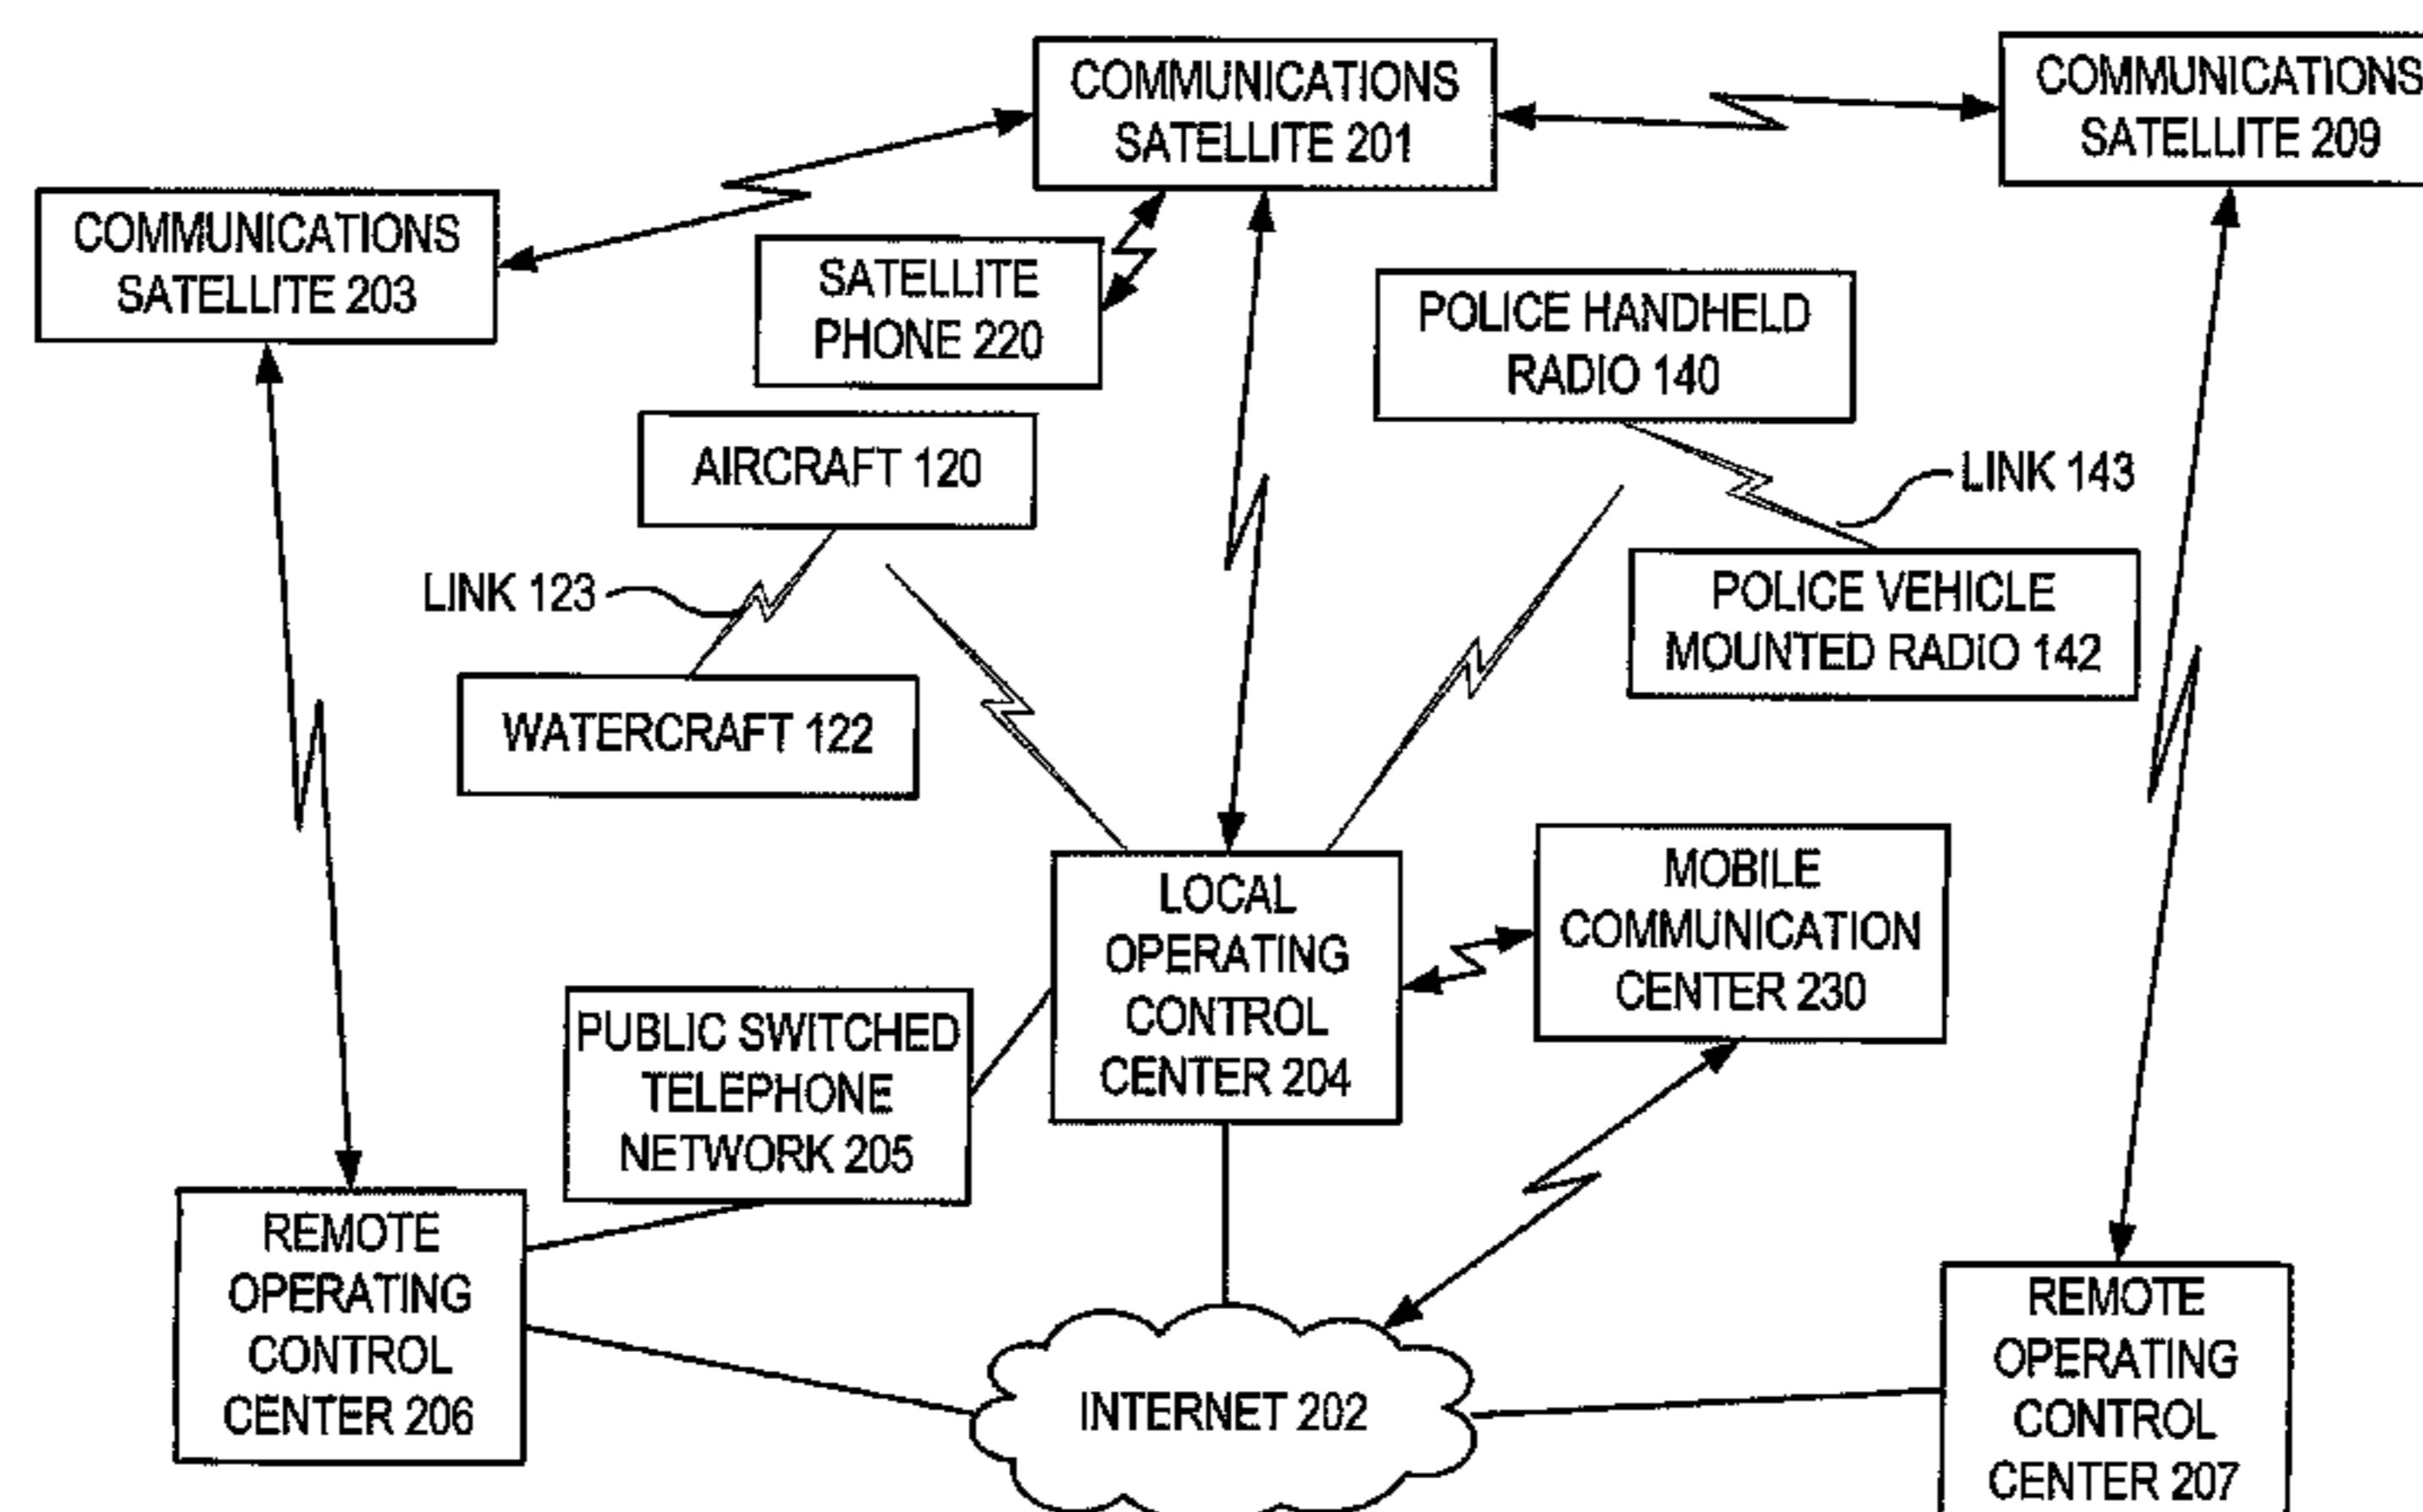 COMMUNICATIONS
SATELLITE 201
COMMUNICATIONS
SATELLITE 209
COMMUNICATIONS
SATELLITE 203
SATELLITE
PHONE 220
POLICE HANDHELD
RADIO 140
AIRCRAFT 120
LINK 143
LINK 123
POLICE VEHICLE
MOUNTED RADIO 142
WATERCRAFT 122
LOCAL
OPERATING
CONTROL
CENTER 204
MOBILE
COMMUNICATION
CENTER 230
PUBLIC SWITCHED
TELEPHONE
NETWORK 205
REMOTE
OPERATING
CONTROL
CENTER 206
INTERNET 202
REMOTE
OPERATING
CONTROL
CENTER 207